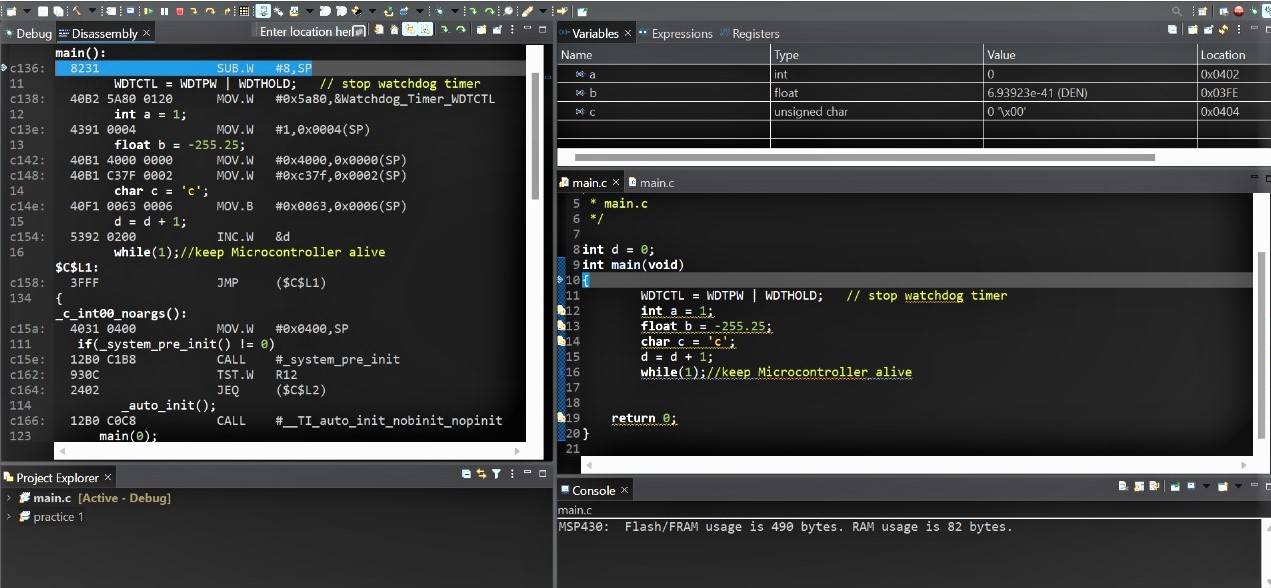 Debug Disassembly Enter location her
main():
c136: 8231 SUB.W #8,SP
11 WDTCTL = WDTPW | WDTHOLD; // stop watchdog timer
c138: 40B2 5A80 0120 MOV.W #0x5a80,&Watchdog_Timer_WDTCTL
12 int a = 1;
c13e: 4391 0004 MOV.W #1,0x0004(SP)
13 float b = -255.25;
c142: 40B1 4000 0000 MOV.W #0x4000,0x0000(SP)
c148: 40B1 C37F 0002 MOV.W #0xc37f,0x0002(SP)
14 char c = 'c';
c14e: 40F1 0063 0006 MOV.B #0x0063,0x0006(SP)
15 d = d + 1;
c154: 5392 0200 INC.W &d
16 while(1);//keep Microcontroller alive
$C$L1:
c158: 3FFF JMP ($C$L1)
134 {
_c_int00_noargs():
c15a: 4031 0400 MOV.W #0x0400,SP
111 if(_system_pre_init() != 0)
c15e: 12B0 C1B8 CALL #_system_pre_init
c162: 930C TST.W R12
c164: 2402 JEQ ($C$L2)
114 _auto_init();
c166: 12B0 C0C8 CALL #__TI_auto_init_nobinit_nopinit
123 main(0);
Project Explorer
main.c [Active - Debug]
practice 1
Variables Expressions Registers
Name Type Value Location
a int 0 0x0402
b float 6.93923e-41 (DEN) 0x03FE
c unsigned char 0 '\x00' 0x0404
main.c main.c
5 * main.c
6 */
7
8 int d = 0;
9 int main(void)
10 {
11 WDTCTL = WDTPW | WDTHOLD; // stop watchdog timer
12 int a = 1;
13 float b = -255.25;
14 char c = 'c';
15 d = d + 1;
16 while(1);//keep Microcontroller alive
17
18
19 return 0;
20 }
21
Console
main.c
MSP430: Flash/FRAM usage is 490 bytes. RAM usage is 82 bytes.